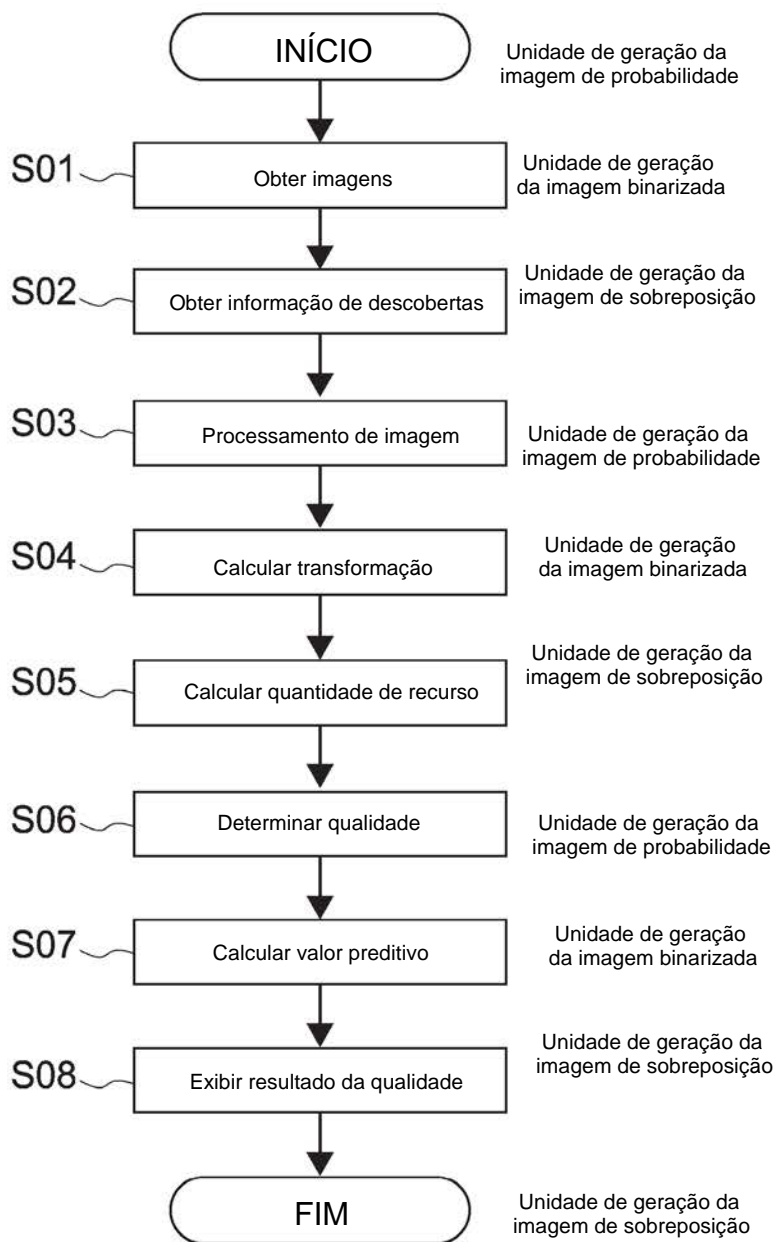 INÍCIO
Unidade de geração da
imagem de probabilidade
S01
Obter imagens
Unidade de geração
da imagem binarizada
S02
Obter informação de descobertas
Unidade de geração da
imagem de sobreposição
S03
Processamento de imagem
Unidade de geração da
imagem de probabilidade
S04
Calcular transformação
Unidade de geração
da imagem binarizada
S05
Calcular quantidade de recurso
Unidade de geração da
imagem de sobreposição
S06
Determinar qualidade
Unidade de geração da
imagem de probabilidade
S07
Calcular valor preditivo
Unidade de geração
da imagem binarizada
S08
Exibir resultado da qualidade
Unidade de geração da
imagem de sobreposição
FIM
Unidade de geração da
imagem de sobreposição